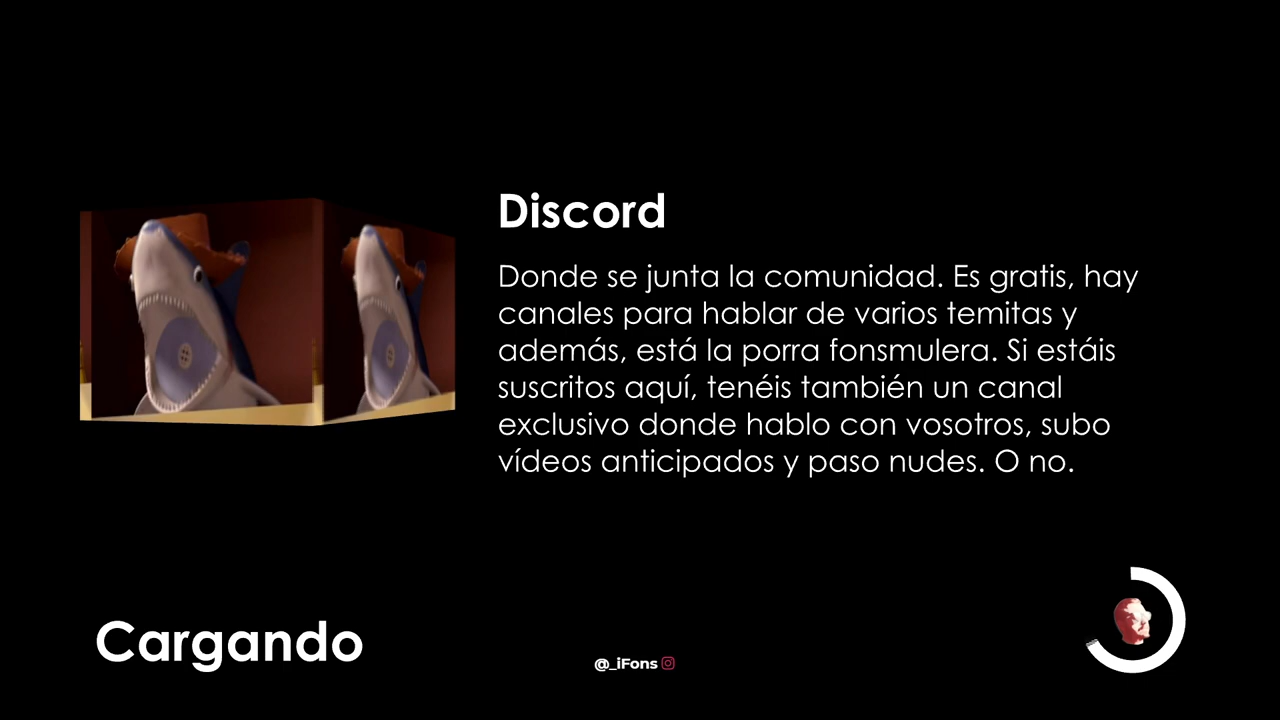 Discord
Donde se junta la comunidad. Es gratis, hay
canales para hablar de varios temitas y
además, está la porra fonsmulera. Si estáis
suscritos aquí, tenéis también un canal
exclusivo donde hablo con vosotros, subo
vídeos anticipados y paso nudes. O no.
Cargando
@_iFons